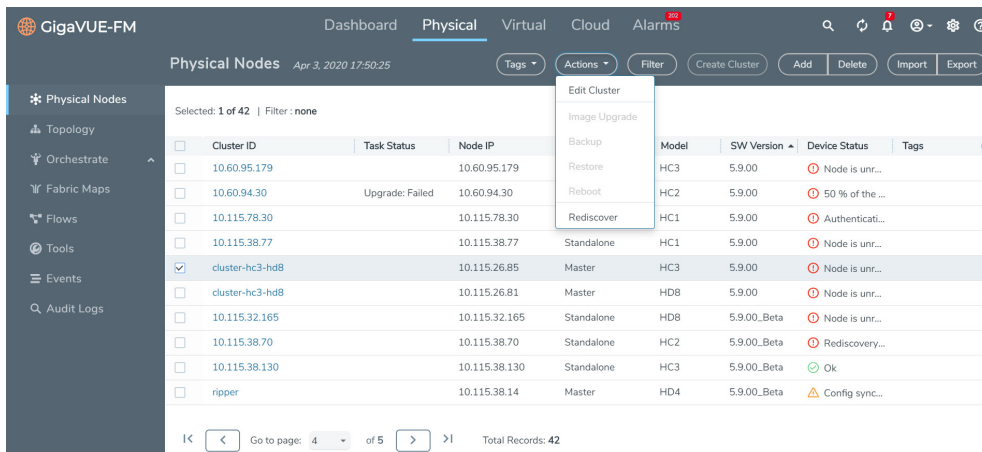 GigaVUE-FM
Dashboard Physical Virtual Cloud Alarms 202 7
Physical Nodes Apr 3, 2020 17:50:25 Tags Actions Filter Create Cluster Add Delete Import Export
Physical Nodes
Topology
Orchestrate
Fabric Maps
Flows
Tools
Events
Audit Logs
Edit Cluster
Image Upgrade
Backup
Restore
Reboot
Rediscover
Selected: 1 of 42 | Filter : none
Cluster ID Task Status Node IP Model SW Version Device Status Tags
10.60.95.179 10.60.95.179 HC3 5.9.00 Node is unr...
10.60.94.30 Upgrade: Failed 10.60.94.30 HC2 5.9.00 50 % of the ...
10.115.78.30 10.115.78.30 HC1 5.9.00 Authenticati...
10.115.38.77 10.115.38.77 Standalone HC1 5.9.00 Node is unr...
cluster-hc3-hd8 10.115.26.85 Master HC3 5.9.00 Node is unr...
cluster-hc3-hd8 10.115.26.81 Master HD8 5.9.00 Node is unr...
10.115.32.165 10.115.32.165 Standalone HD8 5.9.00_Beta Node is unr...
10.115.38.70 10.115.38.70 Standalone HC2 5.9.00_Beta Rediscovery...
10.115.38.130 10.115.38.130 Standalone HC3 5.9.00_Beta Ok
ripper 10.115.38.14 Master HD4 5.9.00_Beta Config sync...
Go to page: 4 of 5 Total Records: 42